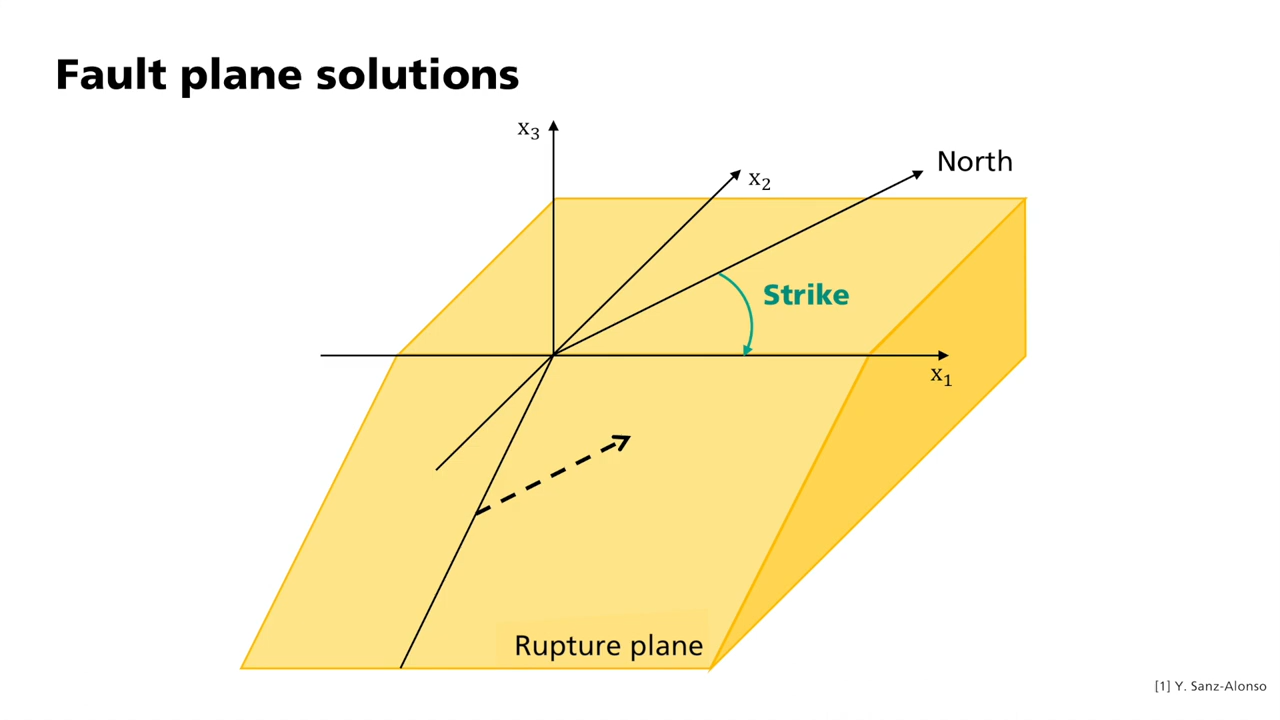 Fault plane solutions
x₃
North
x₂
Strike
x₁
Rupture plane
[1] Y. Sanz-Alonso